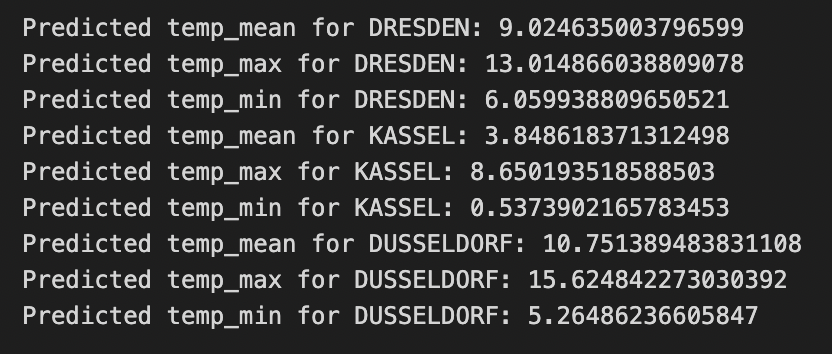 Predicted temp_mean for DRESDEN: 9.024635003796599
Predicted temp_max for DRESDEN: 13.014866038809078
Predicted temp_min for DRESDEN: 6.059938809650521
Predicted temp_mean for KASSEL: 3.848618371312498
Predicted temp_max for KASSEL: 8.650193518588503
Predicted temp_min for KASSEL: 0.5373902165783453
Predicted temp_mean for DUSSELDORF: 10.751389483831108
Predicted temp_max for DUSSELDORF: 15.624842273030392
Predicted temp_min for DUSSELDORF: 5.26486236605847